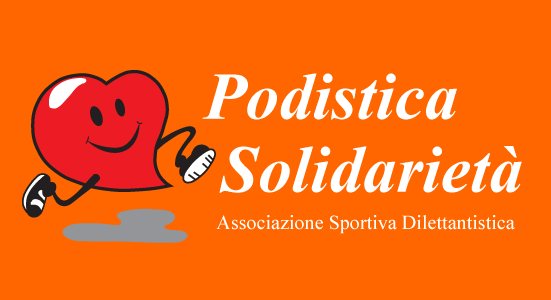 Podistica
Solidarietà
Associazione Sportiva Dilettantistica